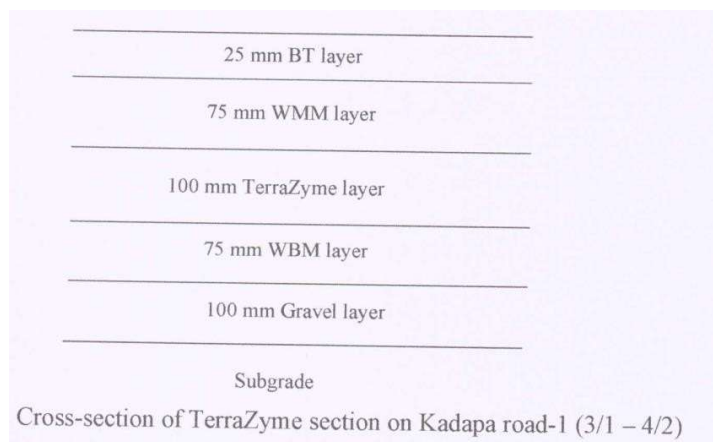 25 mm BT layer
75 mm WMM layer
100 mm TerraZyme layer
75 mm WBM layer
100 mm Gravel layer
Subgrade
Cross-section of TerraZyme section on Kadapa road-1 (3/1 – 4/2)